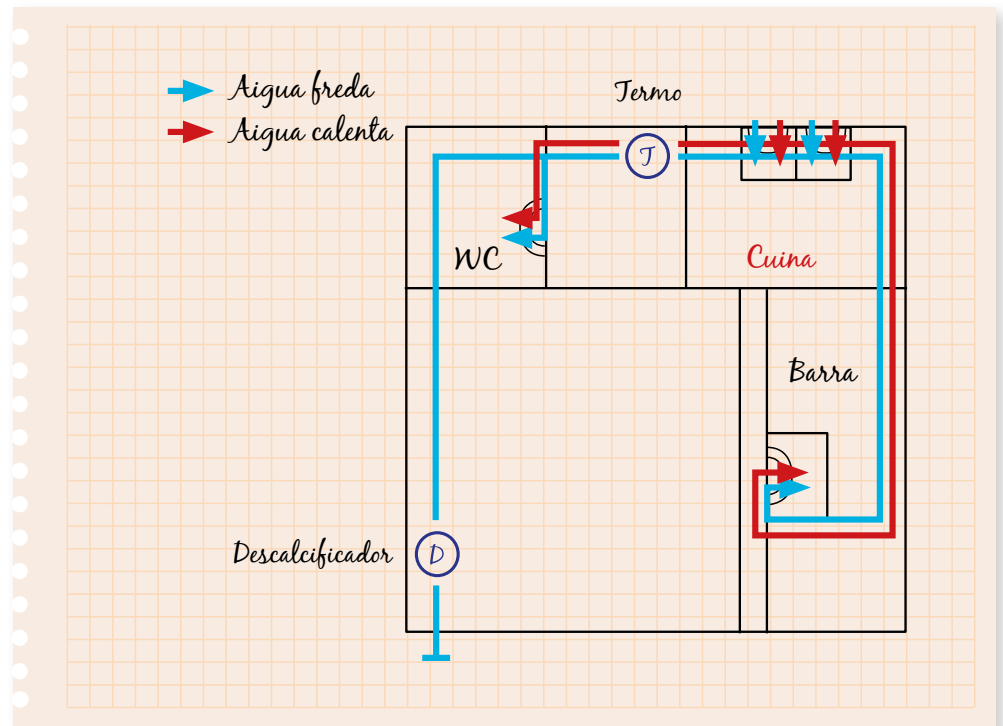 Aigua freda
Aigua calenta
Termo
T
WC
Cuina
Barra
Descalcificador
D